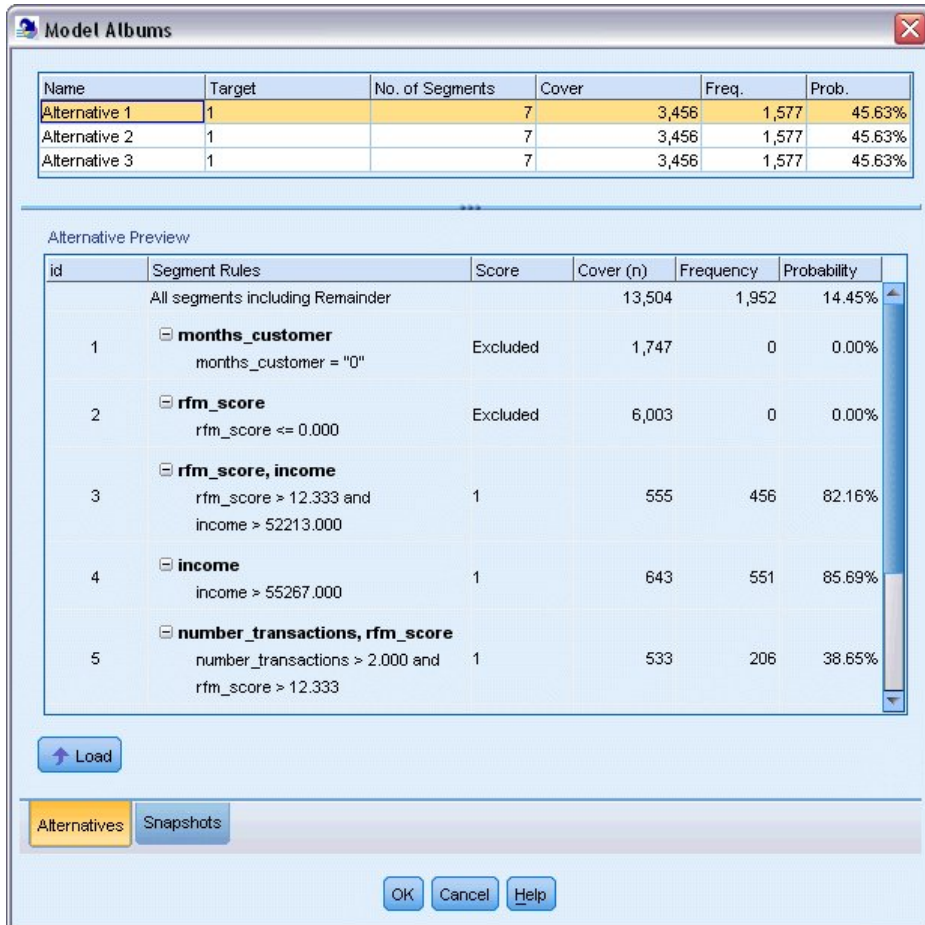 Model Albums
Name Target No. of Segments Cover Freq. Prob.
Alternative 1 1 7 3,456 1,577 45.63%
Alternative 2 1 7 3,456 1,577 45.63%
Alternative 3 1 7 3,456 1,577 45.63%
Alternative Preview
id Segment Rules Score Cover (n) Frequency Probability
All segments including Remainder 13,504 1,952 14.45%
months_customer
1 Excluded 1,747 0 0.00%
months_customer = "0"
rfm_score
2 Excluded 6,003 0 0.00%
rfm_score <= 0.000
rfm_score, income
3 rfm_score > 12.333 and 1 555 456 82.16%
income > 52213.000
income
4 1 643 551 85.69%
income > 55267.000
number_transactions, rfm_score
5 number_transactions > 2.000 and 1 533 206 38.65%
rfm_score > 12.333
Load
Alternatives Snapshots
OK Cancel Help